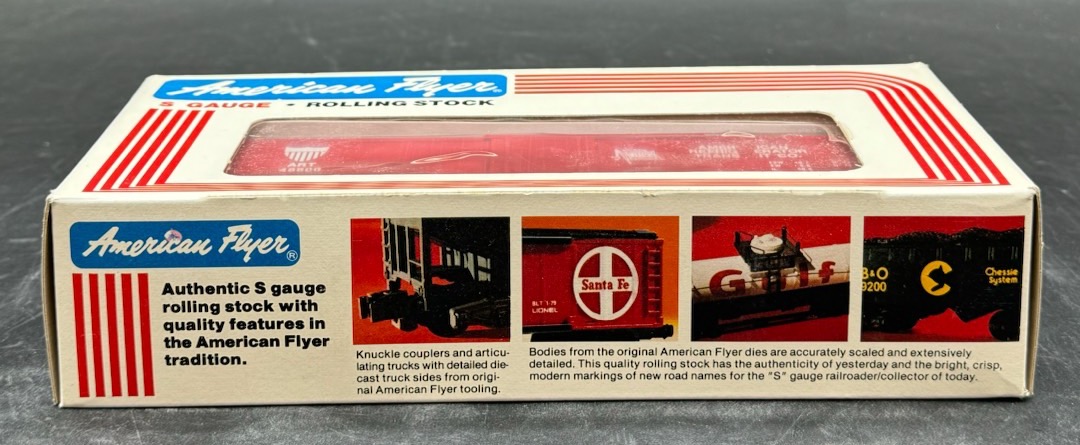 American Flyer®
S GAUGE • ROLLING STOCK
ART
American Flyer®
Authentic S gauge
rolling stock with
quality features in
the American Flyer
tradition.
Santa Fe
BLT 1-79
LIONEL
Gulf
B&O
9200
Chessie
System
Knuckle couplers and articu-
lating trucks with detailed die-
cast truck sides from origi-
nal American Flyer tooling.
Bodies from the original American Flyer dies are accurately scaled and extensively
detailed. This quality rolling stock has the authenticity of yesterday and the bright, crisp,
modern markings of new road names for the "S" gauge railroader/collector of today.